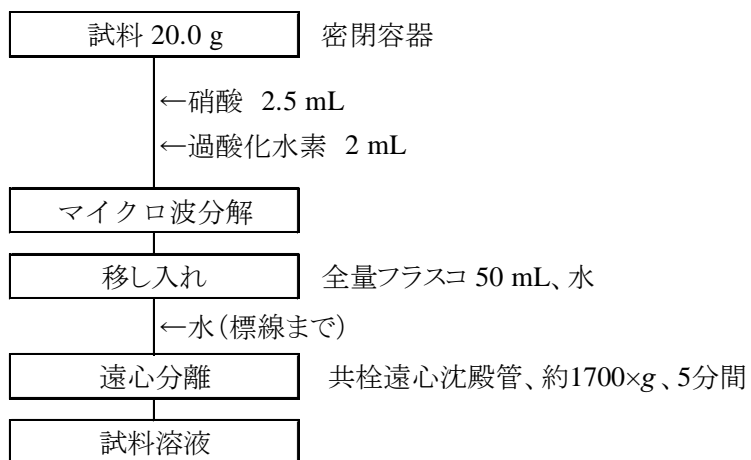 試料 20.0 g 密閉容器
←硝酸 2.5 mL
←過酸化水素 2 mL
マイクロ波分解
移し入れ 全量フラスコ 50 mL、水
←水(標線まで)
遠心分離 共栓遠心沈殿管、約1700×g、5分間
試料溶液